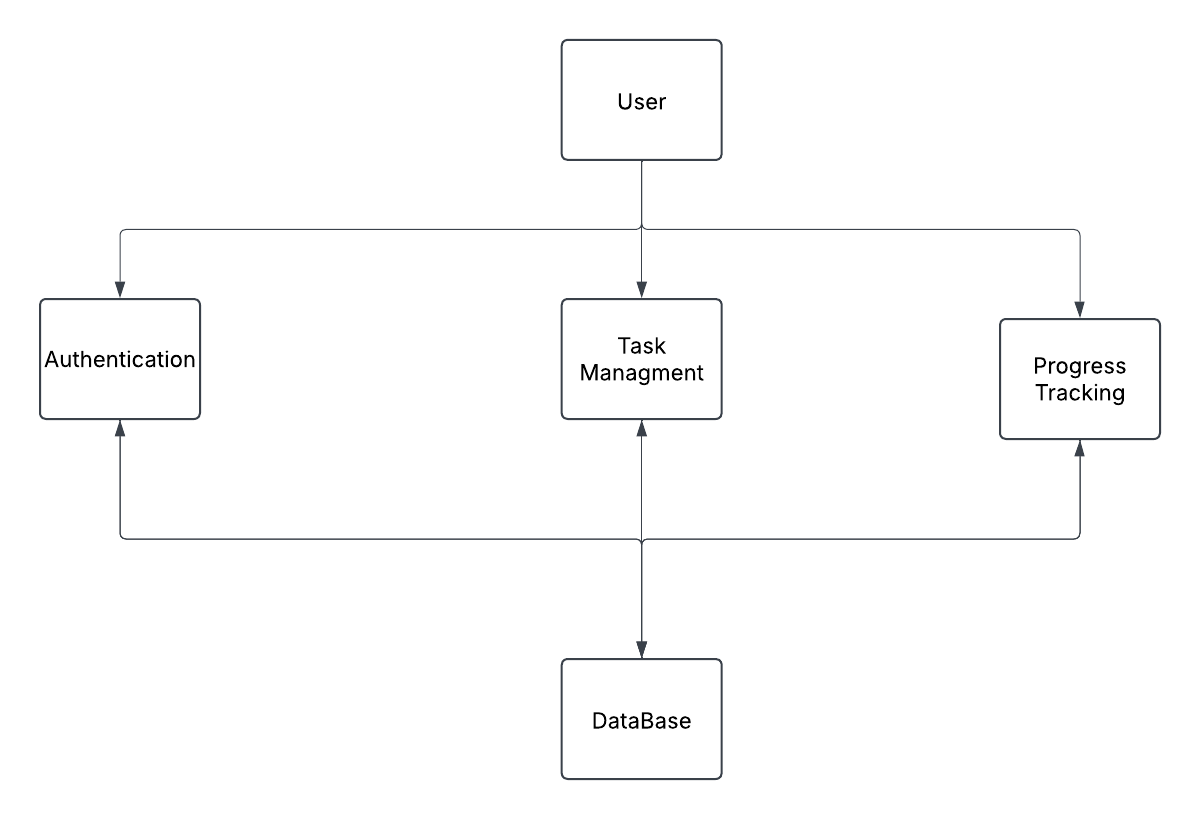 User
Authentication
Task
Managment
Progress
Tracking
DataBase